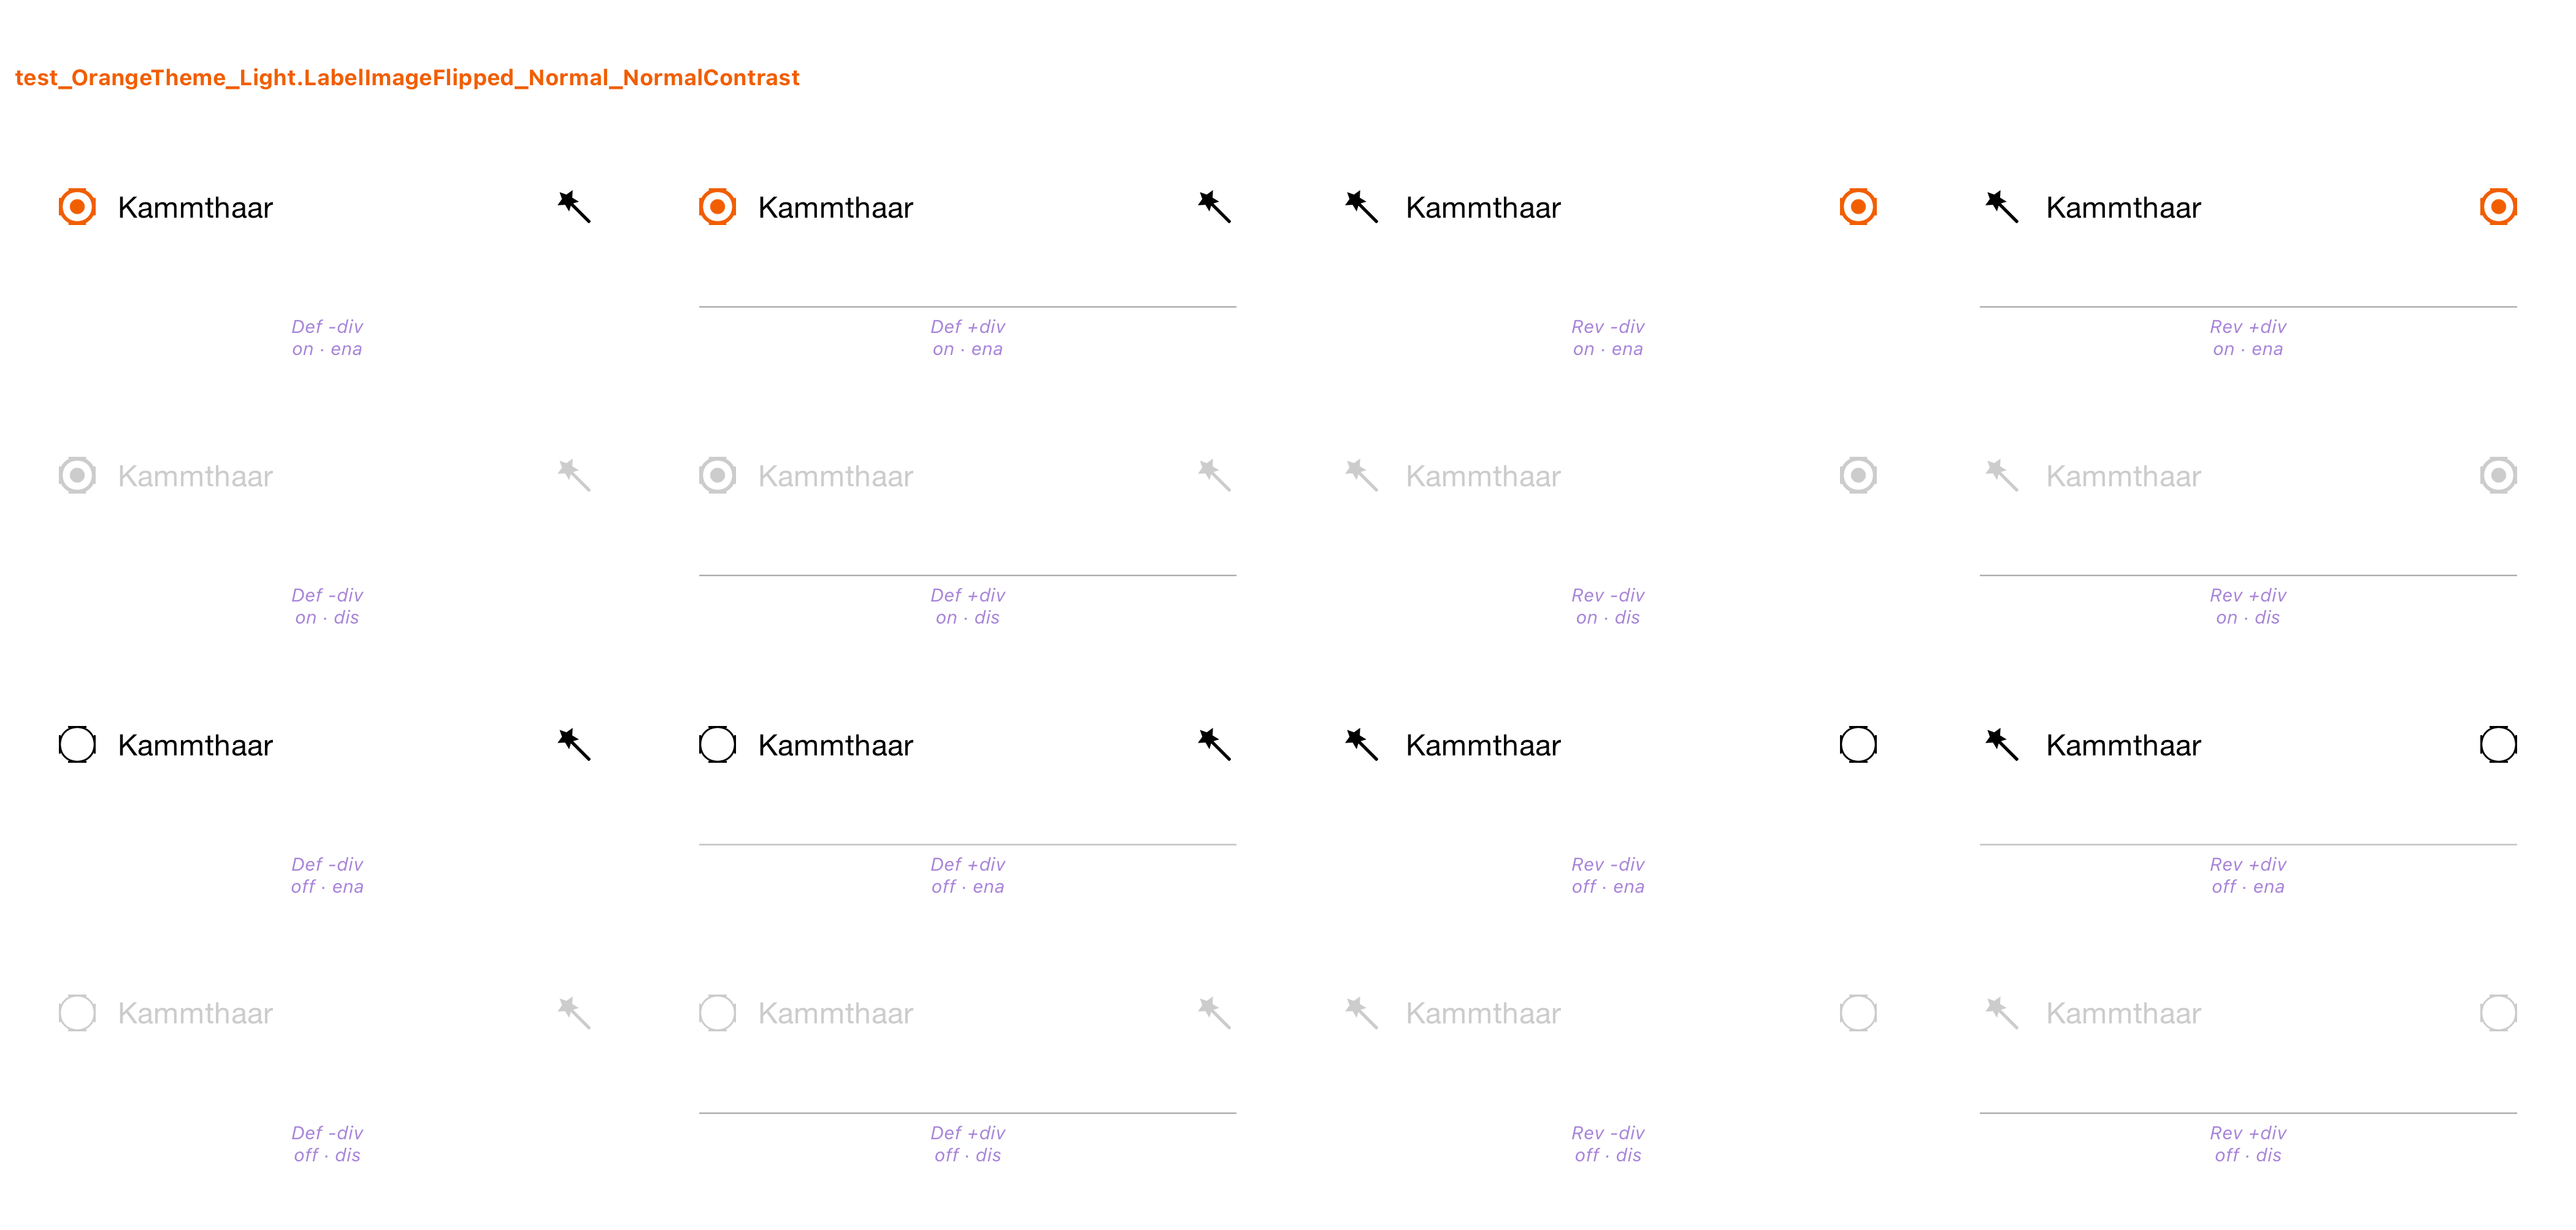 test_OrangeTheme_Light.LabelImageFlipped_Normal_NormalContrast
Kammthaar
Kammthaar
Kammthaar
Kammthaar
Def -div
on · ena
Def +div
on · ena
Rev -div
on · ena
Rev +div
on · ena
Kammthaar
Kammthaar
Kammthaar
Kammthaar
Def -div
on · dis
Def +div
on · dis
Rev -div
on · dis
Rev +div
on · dis
Kammthaar
Kammthaar
Kammthaar
Kammthaar
Def -div
off · ena
Def +div
off · ena
Rev -div
off · ena
Rev +div
off · ena
Kammthaar
Kammthaar
Kammthaar
Kammthaar
Def -div
off · dis
Def +div
off · dis
Rev -div
off · dis
Rev +div
off · dis